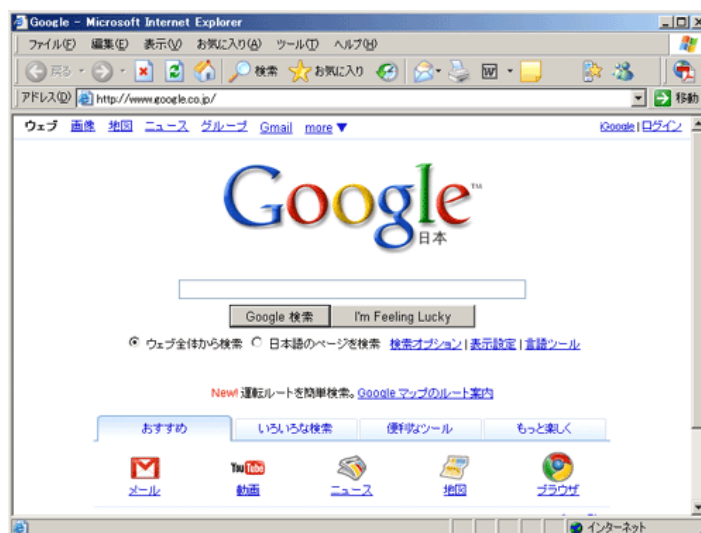 Google - Microsoft Internet Explorer
ファイル(F) 編集(E) 表示(V) お気に入り(A) ツール(T) ヘルプ(H)
戻る 検索 お気に入り
アドレス(D) http://www.google.co.jp/ 移動
ウェブ 画像 地図 ニュース グループ Gmail more ▼ iGoogle | ログイン
Google™
日本
Google 検索 I'm Feeling Lucky
ウェブ全体から検索 日本語のページを検索 検索オプション | 表示設定 | 言語ツール
New! 運転ルートを簡単検索。Google マップのルート案内
おすすめ いろいろな検索 便利なツール もっと楽しく
You Tube
メール 動画 ニュース 地図 ブラウザ
インターネット